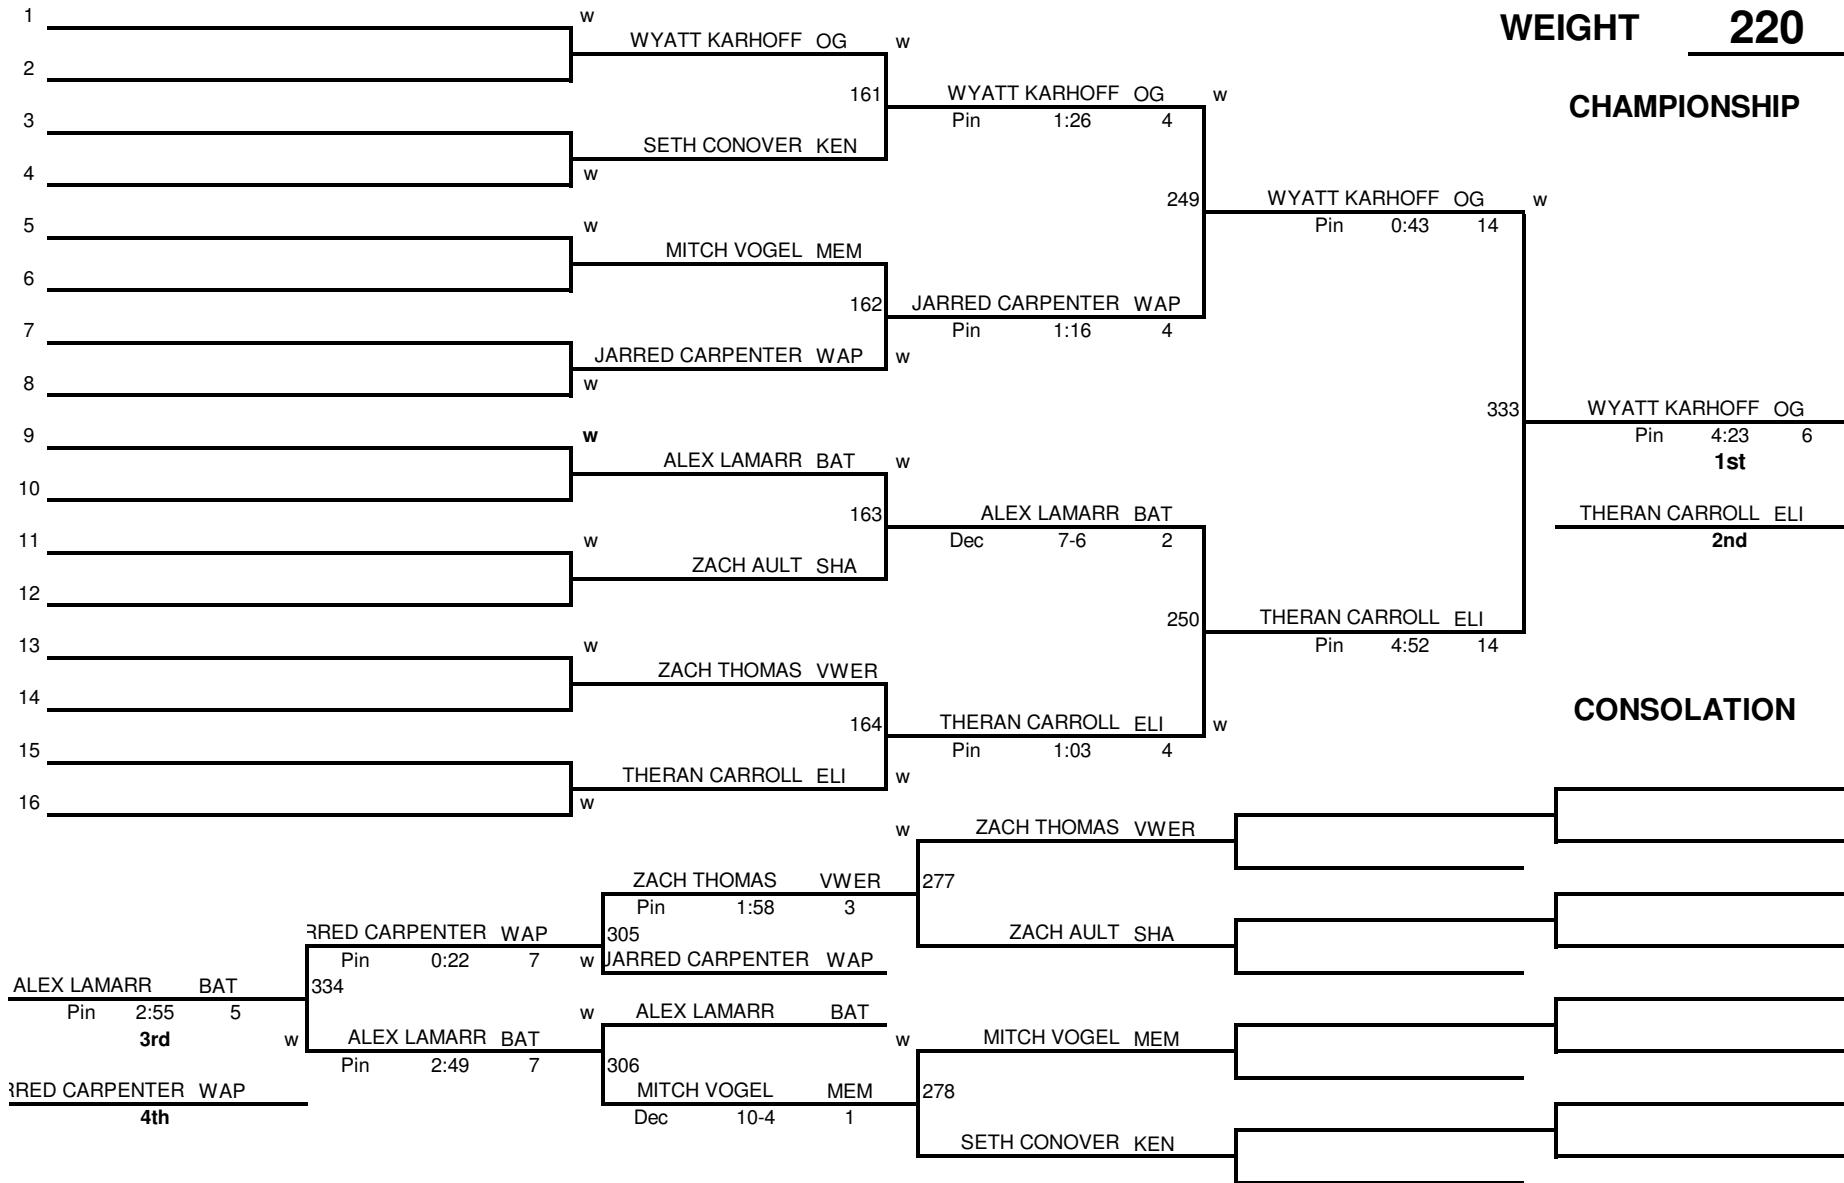 1 w
WEIGHT 220
WYATT KARHOFF OG w
2
161 WYATT KARHOFF OG w
CHAMPIONSHIP
3 Pin 1:26 4
SETH CONOVER KEN
4 w
249 WYATT KARHOFF OG w
5 w Pin 0:43 14
MITCH VOGEL MEM
6
162 JARRED CARPENTER WAP
7 Pin 1:16 4
JARRED CARPENTER WAP w
8 w
333 WYATT KARHOFF OG
9 w Pin 4:23 6
ALEX LAMARR BAT w 1st
10
163 ALEX LAMARR BAT THERAN CARROLL ELI
11 w Dec 7-6 2 2nd
ZACH AULT SHA
12
250 THERAN CARROLL ELI
13 w Pin 4:52 14
ZACH THOMAS VWER
14
CONSOLATION
164 THERAN CARROLL ELI w
15 Pin 1:03 4
THERAN CARROLL ELI w
16 w
w ZACH THOMAS VWER
ZACH THOMAS VWER 277
Pin 1:58 3
RRED CARPENTER WAP 305 ZACH AULT SHA
Pin 0:22 7 w JARRED CARPENTER WAP
ALEX LAMARR BAT 334
Pin 2:55 5 w ALEX LAMARR BAT
3rd w ALEX LAMARR BAT w MITCH VOGEL MEM
Pin 2:49 7 306
RRED CARPENTER WAP MITCH VOGEL MEM 278
4th Dec 10-4 1
SETH CONOVER KEN